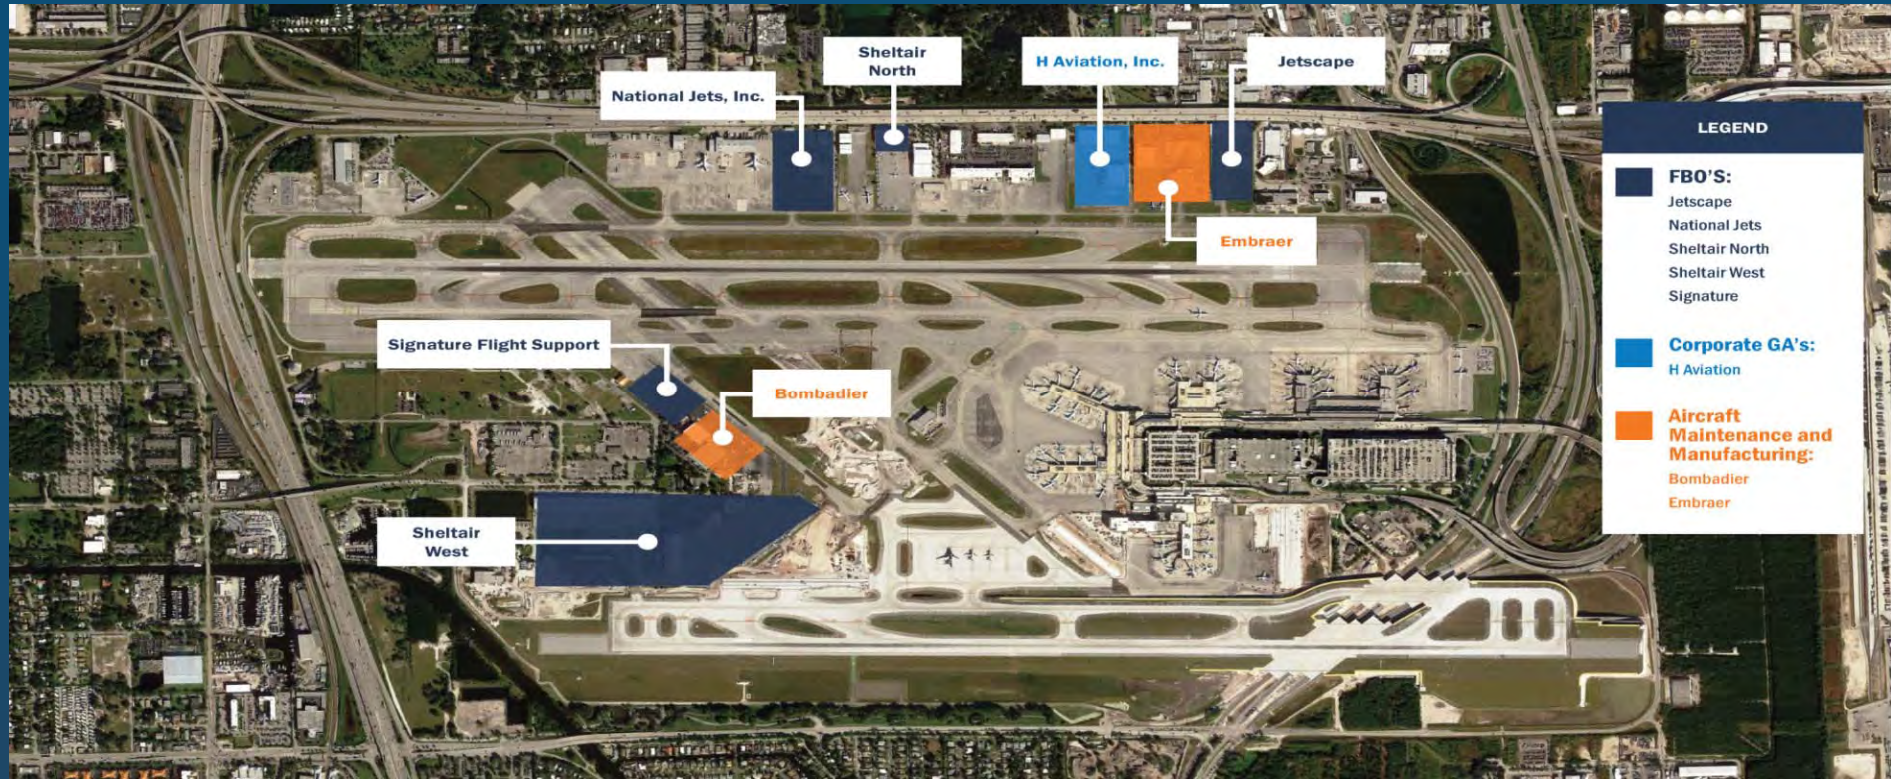 Sheltair
North
H Aviation, Inc.
Jetscape
National Jets, Inc.
Embraer
Signature Flight Support
Bombadier
Sheltair
West
LEGEND
FBO'S:
Jetscape
National Jets
Sheltair North
Sheltair West
Signature
Corporate GA's:
H Aviation
Aircraft
Maintenance and
Manufacturing:
Bombadier
Embraer